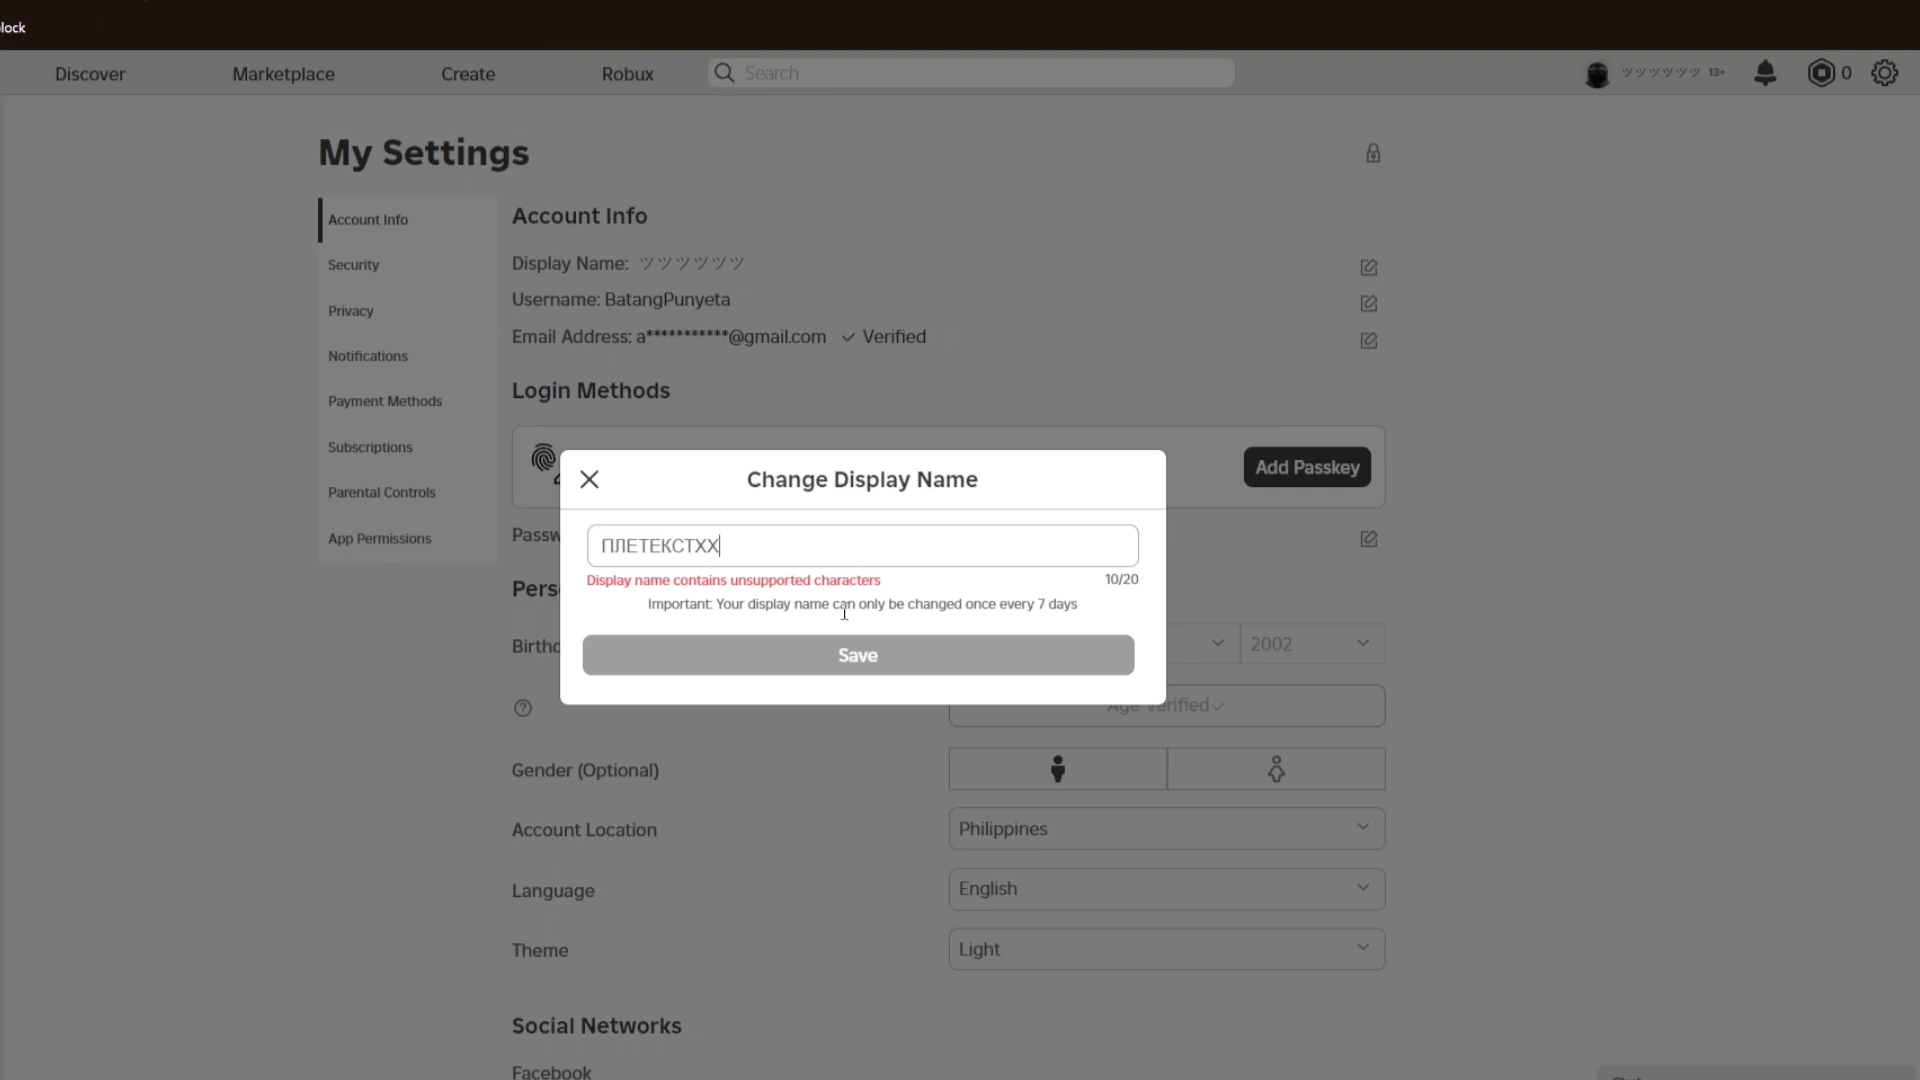 lock
Discover
Marketplace
Create
Robux
Search
ツツツツツツ 13+
0
My Settings
Account Info
Security
Privacy
Notifications
Payment Methods
Subscriptions
Parental Controls
App Permissions
Account Info
Display Name: ツツツツツツ
Username: BatangPunyeta
Email Address: a***********@gmail.com ✓ Verified
Login Methods
Add Passkey
Passw
Change Display Name
ПЛЕТЕКСТХХ
Display name contains unsupported characters
10/20
Important: Your display name can only be changed once every 7 days
Save
Pers
Birthd
2002
Age Verified✓
Gender (Optional)
Account Location
Philippines
Language
English
Theme
Light
Social Networks
Facebook